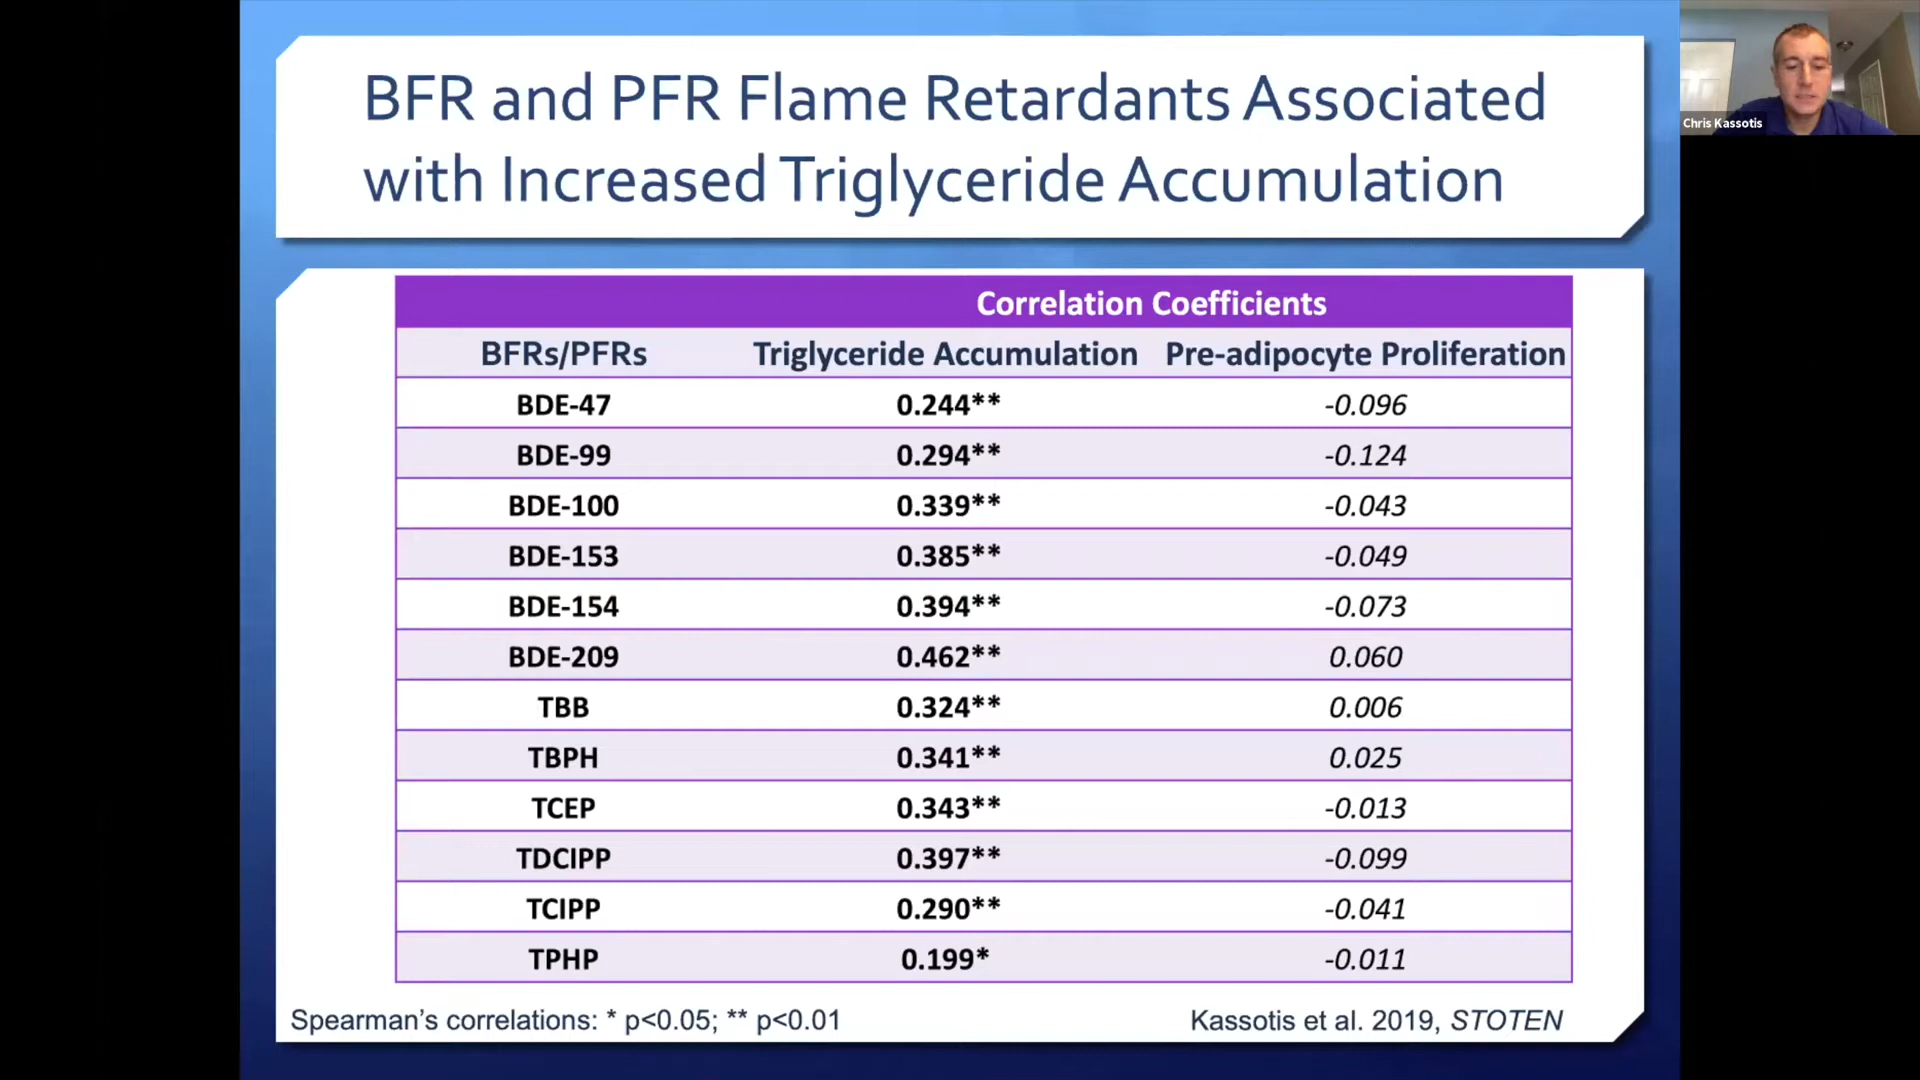 BFR and PFR Flame Retardants Associated
with Increased Triglyceride Accumulation
Chris Kassotis
Correlation Coefficients
BFRs/PFRs Triglyceride Accumulation Pre-adipocyte Proliferation
BDE-47 0.244** -0.096
BDE-99 0.294** -0.124
BDE-100 0.339** -0.043
BDE-153 0.385** -0.049
BDE-154 0.394** -0.073
BDE-209 0.462** 0.060
TBB 0.324** 0.006
TBPH 0.341** 0.025
TCEP 0.343** -0.013
TDCIPP 0.397** -0.099
TCIPP 0.290** -0.041
TPHP 0.199* -0.011
Spearman's correlations: * p<0.05; ** p<0.01 Kassotis et al. 2019, STOTEN